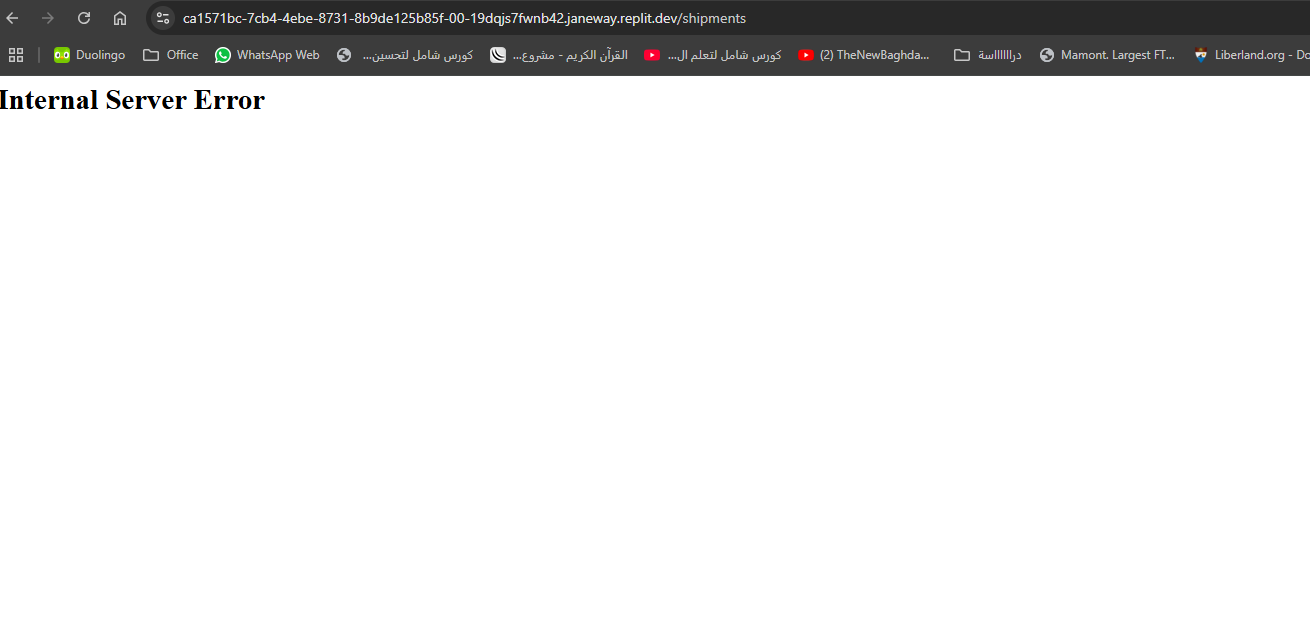 ca1571bc-7cb4-4ebe-8731-8b9de125b85f-00-19dqjs7fwnb42.janeway.replit.dev/shipments
Duolingo Office WhatsApp Web كورس شامل لتحسين... القرآن الكريم - مشروع... كورس شامل لتعلم ال... (2) TheNewBaghda... دراااااسة Mamont. Largest FT... Liberland.org - Do
Internal Server Error